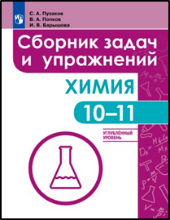 С. А. Пузаков
В. А. Попков
И. В. Барышова
Сборник задач
и упражнений
ХИМИЯ
10–11
УГЛУБЛЁННЫЙ
УРОВЕНЬ